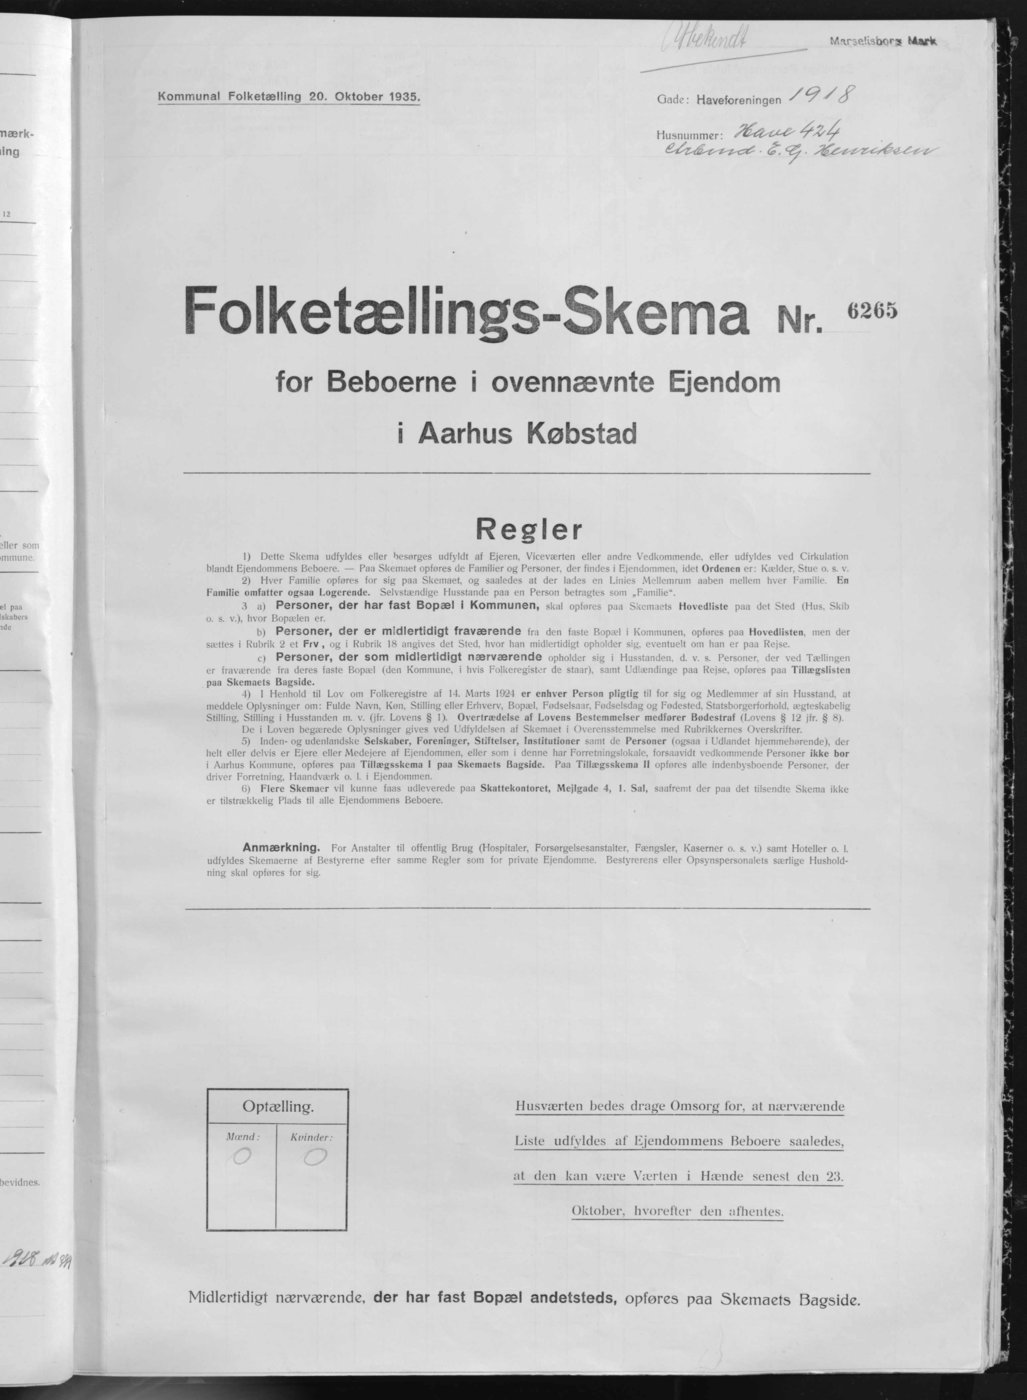 Ubekendt
Marselisborg Mark
Kommunal Folketælling 20. Oktober 1935.
Gade: Haveforeningen 1918
Husnummer: Have 424
Arbmd. E. G. Henriksen
Folketællings-Skema Nr. 6265
for Beboerne i ovennævnte Ejendom
i Aarhus Købstad
Regler
1) Dette Skema udfyldes eller besørges udfyldt af Ejeren, Viceværten eller andre Vedkommende, eller udfyldes ved Cirkulation
blandt Ejendommens Beboere. — Paa Skemaet opføres de Familier og Personer, der findes i Ejendommen, idet Ordenen er: Kælder, Stue o. s. v.
2) Hver Familie opføres for sig paa Skemaet, og saaledes at der lades en Linies Mellemrum aaben mellem hver Familie. En
Familie omfatter ogsaa Logerende. Selvstændige Husstande paa en Person betragtes som „Familie“.
3 a) Personer, der har fast Bopæl i Kommunen, skal opføres paa Skemaets Hovedliste paa det Sted (Hus, Skib
o. s. v.), hvor Bopælen er.
b) Personer, der er midlertidigt fraværende fra den faste Bopæl i Kommunen, opføres paa Hovedlisten, men der
sættes i Rubrik 2 et Frv., og i Rubrik 18 angives det Sted, hvor han midlertidigt opholder sig, eventuelt om han er paa Rejse.
c) Personer, der som midlertidigt nærværende opholder sig i Husstanden, d. v. s. Personer, der ved Tællingen
er fraværende fra deres faste Bopæl (den Kommune, i hvis Folkeregister de staar), samt Udlændinge paa Rejse, opføres paa Tillægslisten
paa Skemaets Bagside.
4) I Henhold til Lov om Folkeregistre af 14. Marts 1924 er enhver Person pligtig til for sig og Medlemmer af sin Husstand, at
meddele Oplysninger om: Fulde Navn, Køn, Stilling eller Erhverv, Bopæl, Fødselsaar, Fødselsdag og Fødested, Statsborgerforhold, ægteskabelig
Stilling, Stilling i Husstanden m. v. (jfr. Lovens § 1). Overtrædelse af Lovens Bestemmelser medfører Bødestraf (Lovens § 12 jfr. § 8).
De i Loven begærede Oplysninger gives ved Udfyldelsen af Skemaet i Overensstemmelse med Rubrikkernes Overskrifter.
5) Inden- og udenlandske Selskaber, Foreninger, Stiftelser, Institutioner samt de Personer (ogsaa i Udlandet hjemmehørende), der
helt eller delvis er Ejere eller Medejere af Ejendommen, eller som i denne har Forretningslokale, forsaavidt vedkommende Personer ikke bor
i Aarhus Kommune, opføres paa Tillægsskema I paa Skemaets Bagside. Paa Tillægsskema II opføres alle indenbysboende Personer, der
driver Forretning, Haandværk o. l. i Ejendommen.
6) Flere Skemaer vil kunne faas udleverede paa Skattekontoret, Mejlgade 4, 1. Sal, saafremt der paa det tilsendte Skema ikke
er tilstrækkelig Plads til alle Ejendommens Beboere.
Anmærkning. For Anstalter til offentlig Brug (Hospitaler, Forsørgelsesanstalter, Fængsler, Kaserner o. s. v.) samt Hoteller o. l.
udfyldes Skemaerne af Bestyrerne efter samme Regler som for private Ejendomme. Bestyrerens eller Opsynspersonalets særlige Hushold-
ning skal opføres for sig.
Optælling.
Mænd: Kvinder:
0 0
Husværten bedes drage Omsorg for, at nærværende
Liste udfyldes af Ejendommens Beboere saaledes,
at den kan være Værten i Hænde senest den 23.
Oktober, hvorefter den afhentes.
Midlertidigt nærværende, der har fast Bopæl andetsteds, opføres paa Skemaets Bagside.
mærk-
ning
12
eller som
ommune.
el paa
lskabers
nde
bevidnes.
1918